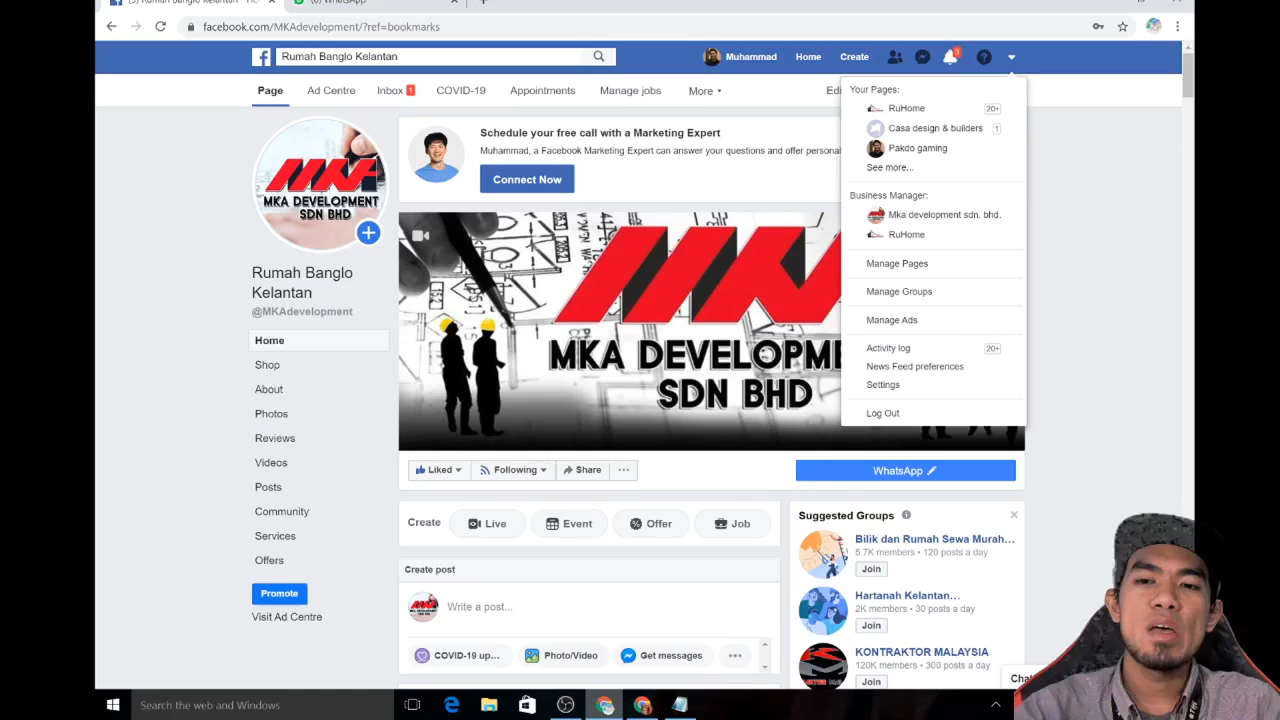 facebook.com/MKAdevelopment/?ref=bookmarks
Rumah Banglo Kelantan
Muhammad
Home
Create
3
Page
Ad Centre
Inbox 1
COVID-19
Appointments
Manage jobs
More
MKA DEVELOPMENT
SDN BHD
Rumah Banglo
Kelantan
@MKAdevelopment
Home
Shop
About
Photos
Reviews
Videos
Posts
Community
Services
Offers
Promote
Visit Ad Centre
Schedule your free call with a Marketing Expert
Muhammad, a Facebook Marketing Expert can answer your questions and offer personal
Connect Now
MKA
MKA DEVELOPME
SDN BHD
Liked
Following
Share
WhatsApp
Create
Live
Event
Offer
Job
Create post
Write a post...
COVID-19 up...
Photo/Video
Get messages
Your Pages:
RuHome 20+
Casa design & builders 1
Pakdo gaming
See more...
Business Manager:
Mka development sdn. bhd.
RuHome
Manage Pages
Manage Groups
Manage Ads
Activity log 20+
News Feed preferences
Settings
Log Out
Suggested Groups
Bilik dan Rumah Sewa Murah...
5.7K members • 120 posts a day
Join
Hartanah Kelantan...
2K members • 30 posts a day
Join
KONTRAKTOR MALAYSIA
120K members • 300 posts a day
Join
Search the web and Windows